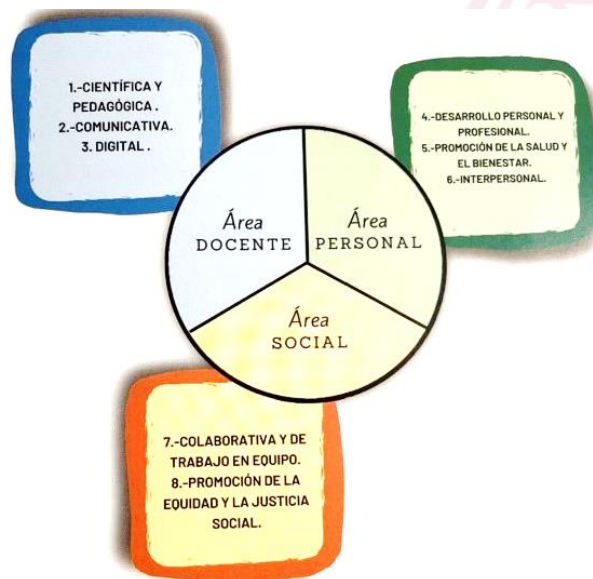 1.-CIENTÍFICA Y
PEDAGÓGICA .
2.-COMUNICATIVA.
3. DIGITAL .
4.-DESARROLLO PERSONAL Y
PROFESIONAL.
5.-PROMOCIÓN DE LA SALUD Y
EL BIENESTAR.
6.-INTERPERSONAL.
Área
DOCENTE
Área
PERSONAL
Área
SOCIAL
7.-COLABORATIVA Y DE
TRABAJO EN EQUIPO.
8.-PROMOCIÓN DE LA
EQUIDAD Y LA JUSTICIA
SOCIAL.